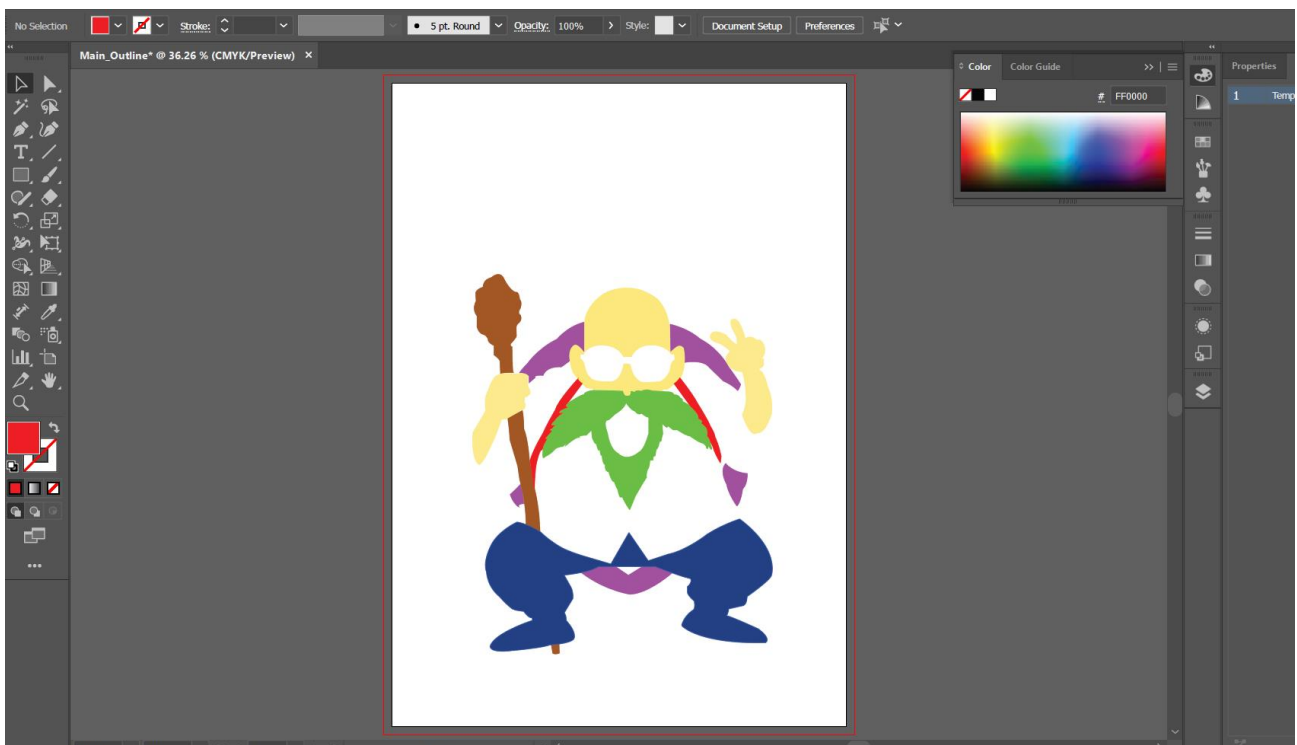 No Selection
Stroke:
5 pt. Round
Opacity: 100%
Style:
Document Setup
Preferences
Main_Outline* @ 36.26 % (CMYK/Preview) ×
Color
Color Guide
# FF0000
Properties
1 Temp